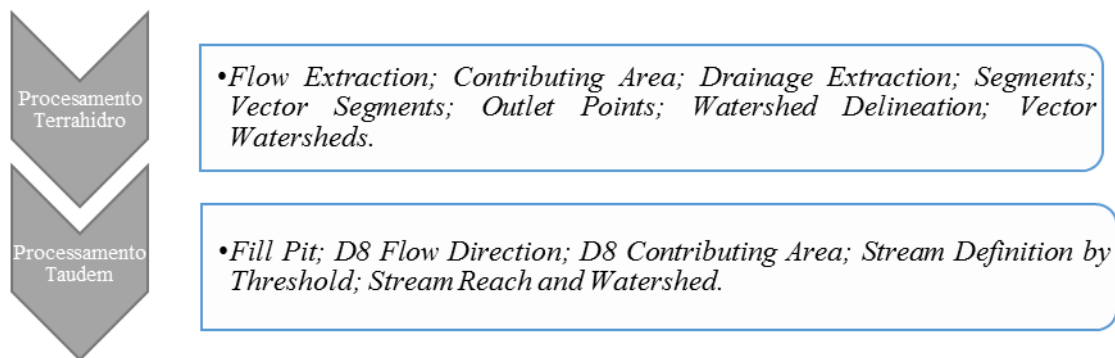 Procesamento
Terrahidro
•Flow Extraction; Contributing Area; Drainage Extraction; Segments;
Vector Segments; Outlet Points; Watershed Delineation; Vector
Watersheds.
Processamento
Taudem
•Fill Pit; D8 Flow Direction; D8 Contributing Area; Stream Definition by
Threshold; Stream Reach and Watershed.